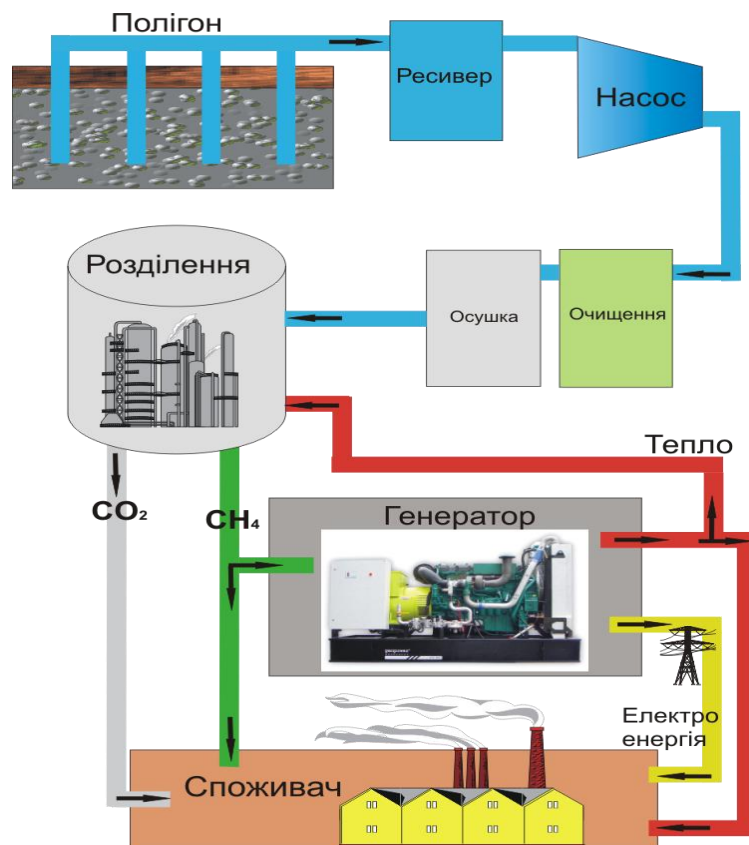 Полігон
Ресивер
Насос
Розділення
Осушка
Очищення
Тепло
CO₂
CH₄
Генератор
Електро
енергія
Споживач